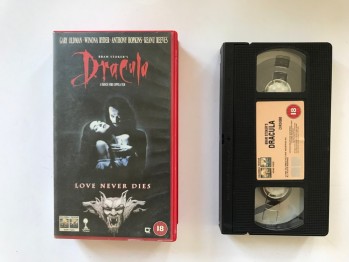 GARY OLDMAN · WINONA RYDER · ANTHONY HOPKINS · KEANU REEVES
BRAM STOKER'S
Dracula
LOVE NEVER DIES
18
18
BRAM STOKER'S
DRACULA